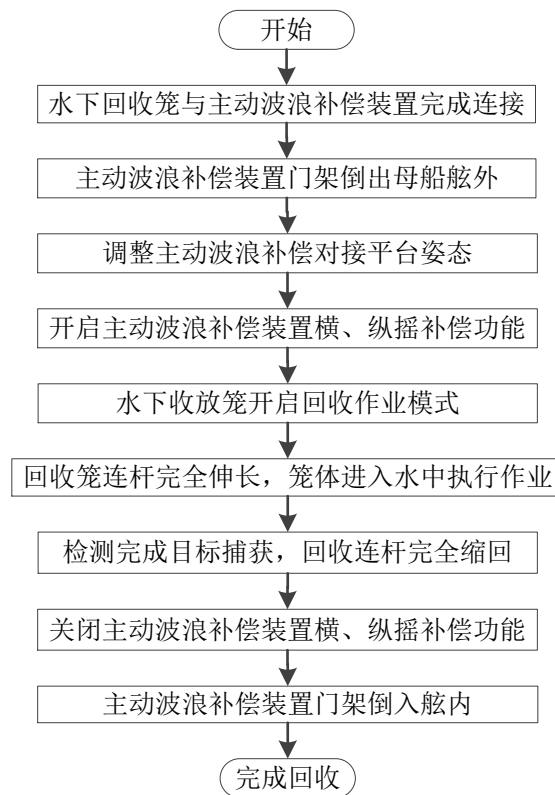 开始
水下回收笼与主动波浪补偿装置完成连接
主动波浪补偿装置门架倒出母船舷外
调整主动波浪补偿对接平台姿态
开启主动波浪补偿装置横、纵摇补偿功能
水下收放笼开启回收作业模式
回收笼连杆完全伸长，笼体进入水中执行作业
检测完成目标捕获，回收连杆完全缩回
关闭主动波浪补偿装置横、纵摇补偿功能
主动波浪补偿装置门架倒入舷内
完成回收